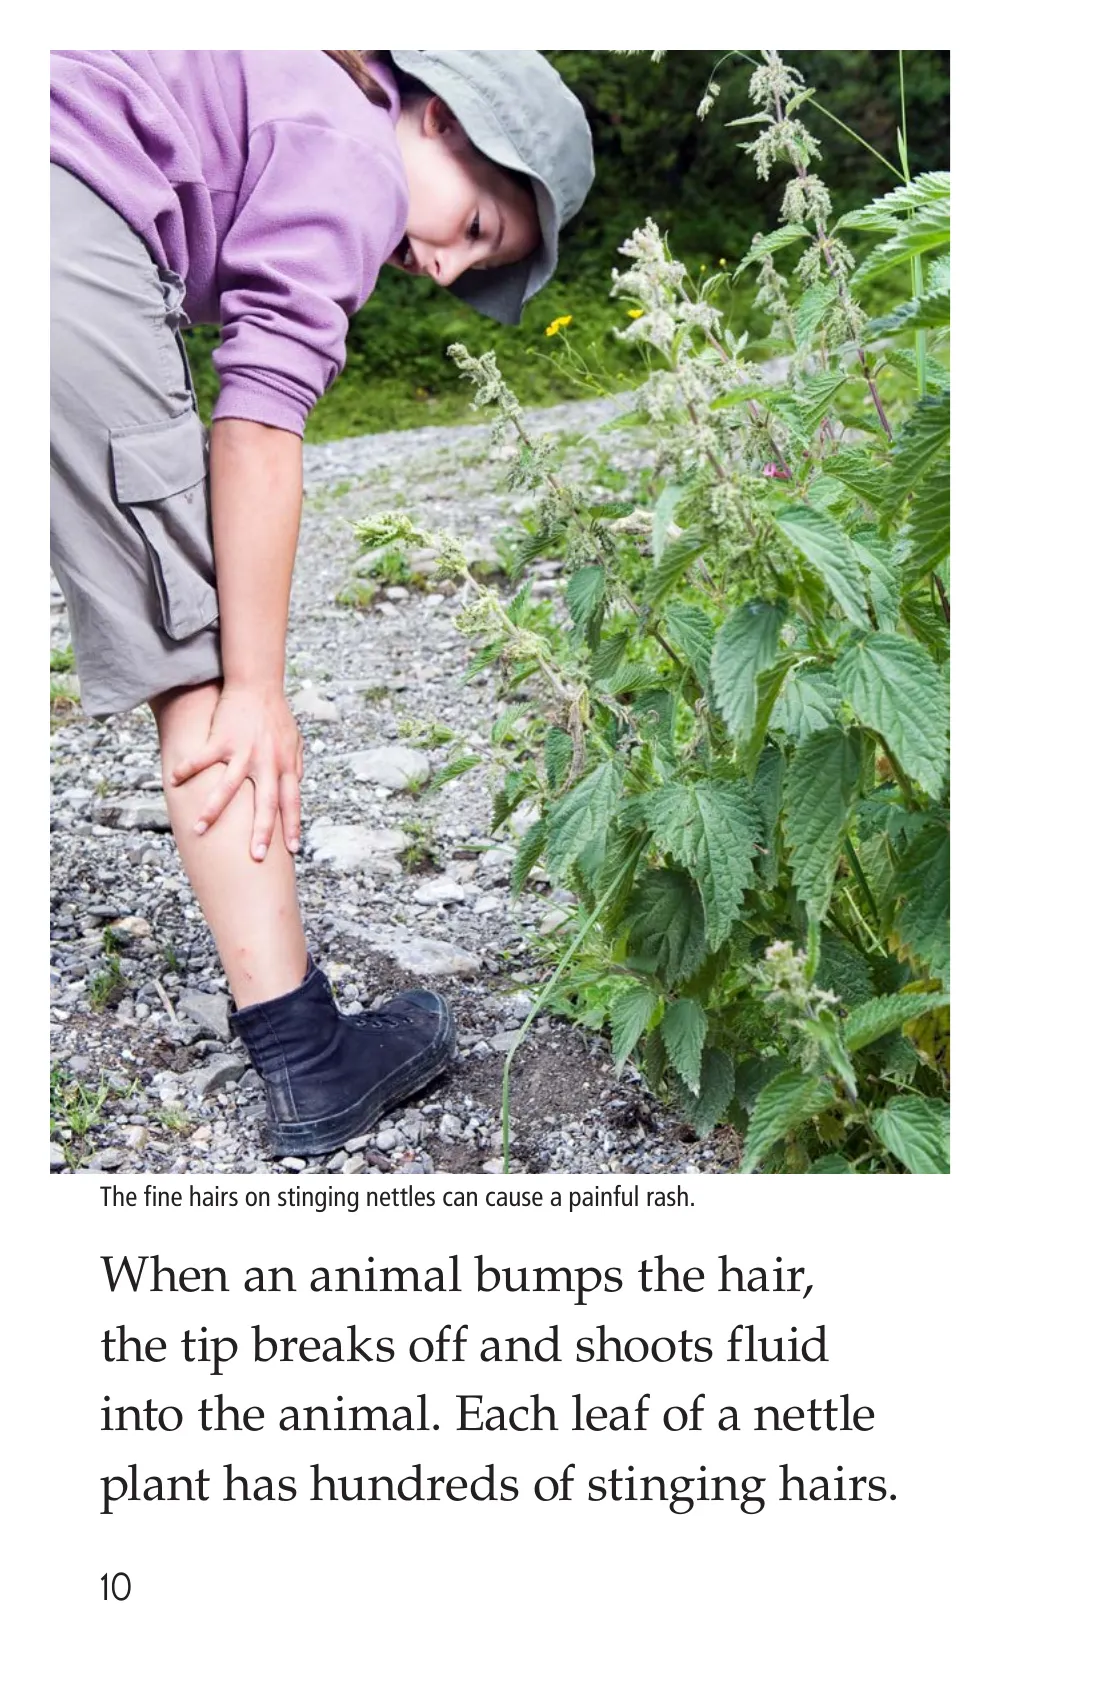 The fine hairs on stinging nettles can cause a painful rash.
When an animal bumps the hair,
the tip breaks off and shoots fluid
into the animal. Each leaf of a nettle
plant has hundreds of stinging hairs.
10